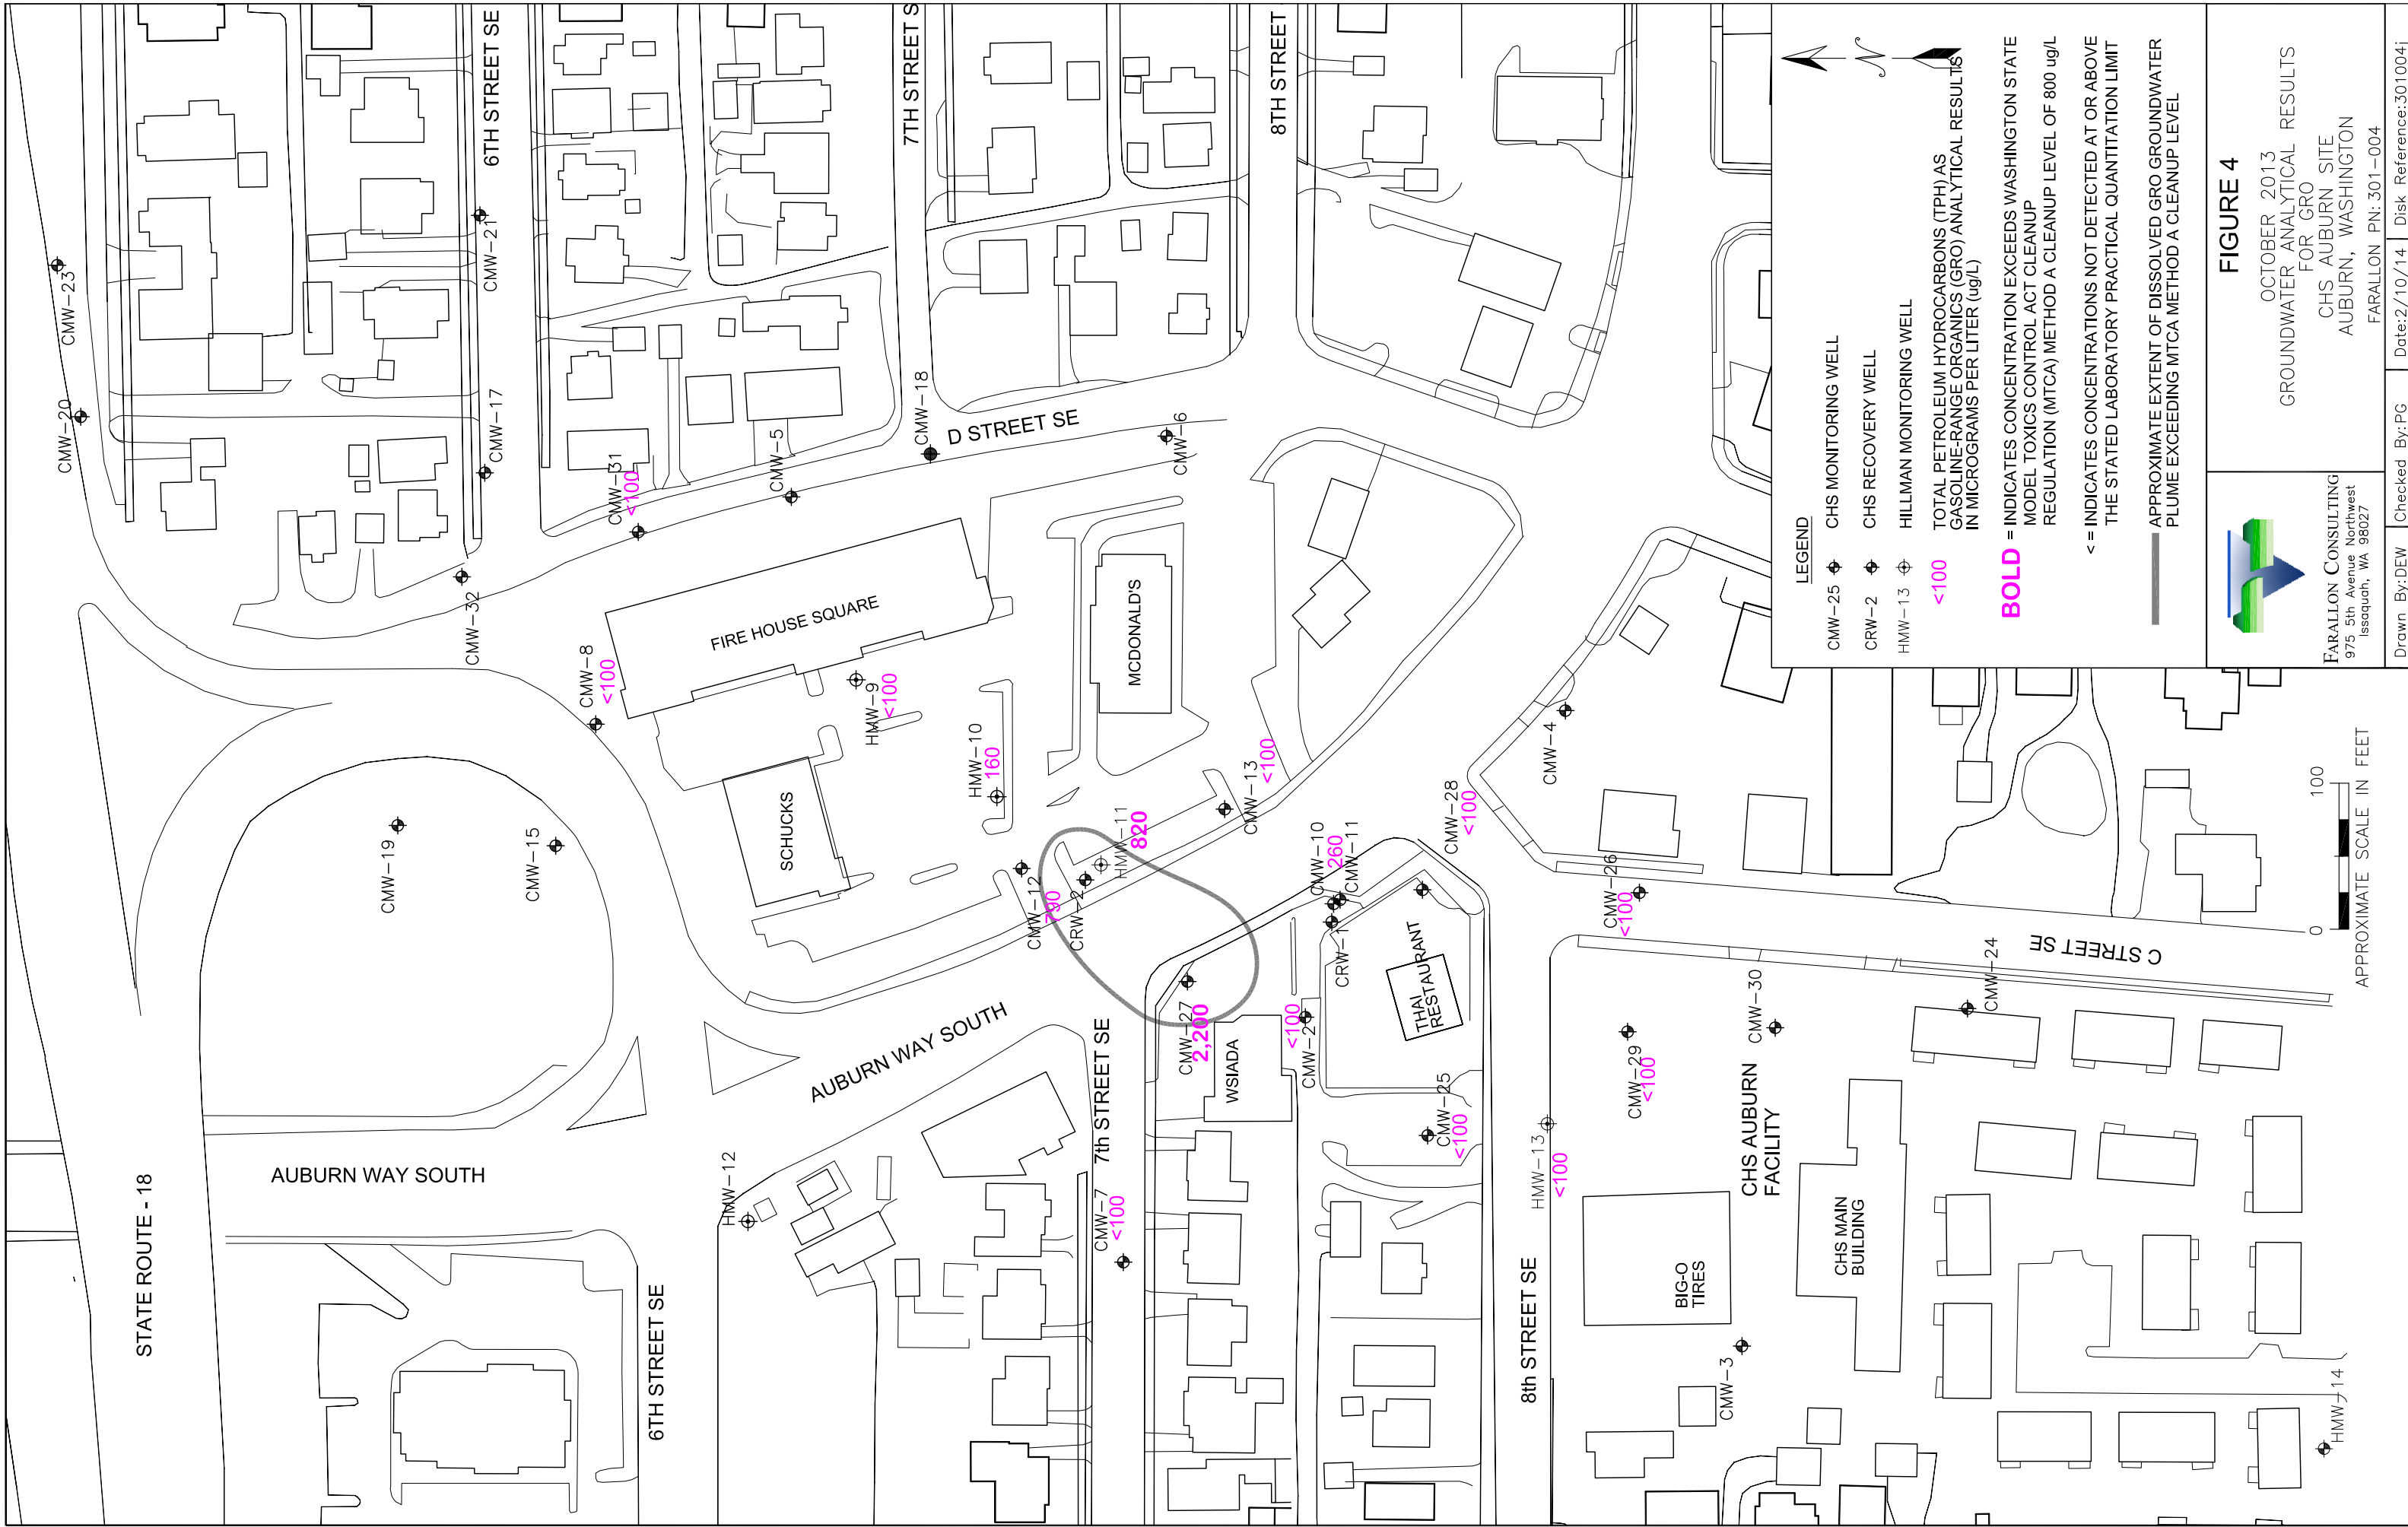 STATE ROUTE - 18
AUBURN WAY SOUTH
6TH STREET SE
AUBURN WAY SOUTH
7th STREET SE
8th STREET SE
6TH STREET SE
7TH STREET S
8TH STREET
D STREET SE
C STREET SE
CMW-23
CMW-20
CMW-21
CMW-17
CMW-32
CMW-31
<100
CMW-5
CMW-18
CMW-6
CMW-8
<100
CMW-19
CMW-15
FIRE HOUSE SQUARE
SCHUCKS
MCDONALD'S
HMW-9
<100
HMW-10
160
CMW-12
790
CRW-2
HMW-11
820
CMW-13
<100
CMW-10
260
CMW-11
CRW-1
CMW-28
<100
CMW-4
CMW-26
<100
CMW-27
2,200
WSIADA
<100
CMW-2
THAI
RESTAURANT
CMW-25
<100
HMW-12
CMW-7
<100
HMW-13
<100
CMW-29
<100
CMW-30
CMW-24
CHS AUBURN
FACILITY
CHS MAIN
BUILDING
BIG-O
TIRES
CMW-3
HMW-14
0
100
APPROXIMATE SCALE IN FEET
LEGEND
CMW-25 CHS MONITORING WELL
CRW-2 CHS RECOVERY WELL
HMW-13 HILLMAN MONITORING WELL
<100 TOTAL PETROLEUM HYDROCARBONS (TPH) AS
GASOLINE-RANGE ORGANICS (GRO) ANALYTICAL RESULTS
IN MICROGRAMS PER LITER (ug/L)
BOLD = INDICATES CONCENTRATION EXCEEDS WASHINGTON STATE
MODEL TOXICS CONTROL ACT CLEANUP
REGULATION (MTCA) METHOD A CLEANUP LEVEL OF 800 ug/L
< = INDICATES CONCENTRATIONS NOT DETECTED AT OR ABOVE
THE STATED LABORATORY PRACTICAL QUANTITATION LIMIT
APPROXIMATE EXTENT OF DISSOLVED GRO GROUNDWATER
PLUME EXCEEDING MTCA METHOD A CLEANUP LEVEL
FARALLON CONSULTING
975 5th Avenue Northwest
Issaquah, WA 98027
FIGURE 4
OCTOBER 2013
GROUNDWATER ANALYTICAL RESULTS
FOR GRO
CHS AUBURN SITE
AUBURN, WASHINGTON
FARALLON PN: 301-004
Drawn By:DEW
Checked By:PG
Date:2/10/14
Disk Reference:301004j